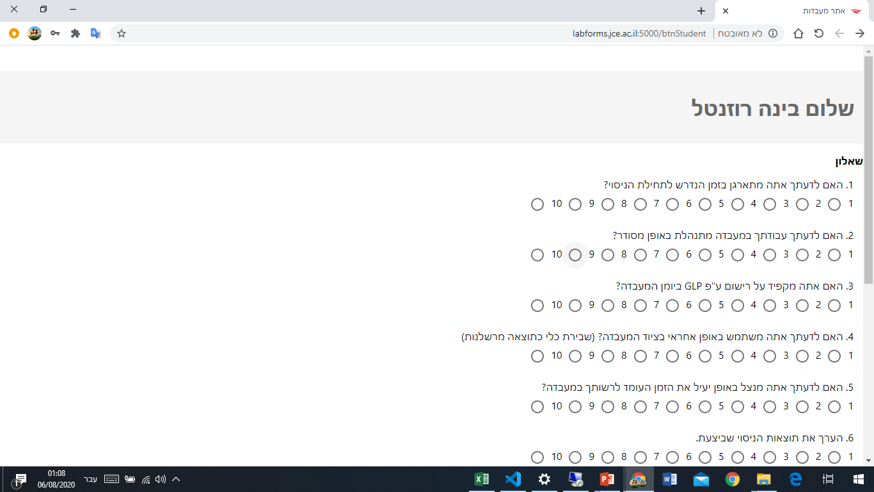 אתר מעבדות
לא מאובטח | labforms.jce.ac.il:5000/btnStudent
שלום בינה רוזנטל
שאלון
1. האם לדעתך אתה מתארגן בזמן הנדרש לתחילת הניסוי?
1 2 3 4 5 6 7 8 9 10
2. האם לדעתך עבודתך במעבדה מתנהלת באופן מסודר?
1 2 3 4 5 6 7 8 9 10
3. האם אתה מקפיד על רישום ע"פ GLP ביומן המעבדה?
1 2 3 4 5 6 7 8 9 10
4. האם לדעתך אתה משתמש באופן אחראי בציוד המעבדה? (שבירת כלי כתוצאה מרשלנות)
1 2 3 4 5 6 7 8 9 10
5. האם לדעתך אתה מנצל באופן יעיל את הזמן העומד לרשותך במעבדה?
1 2 3 4 5 6 7 8 9 10
6. הערך את תוצאות הניסוי שביצעת.
1 2 3 4 5 6 7 8 9 10
עבר
01:08
06/08/2020
1